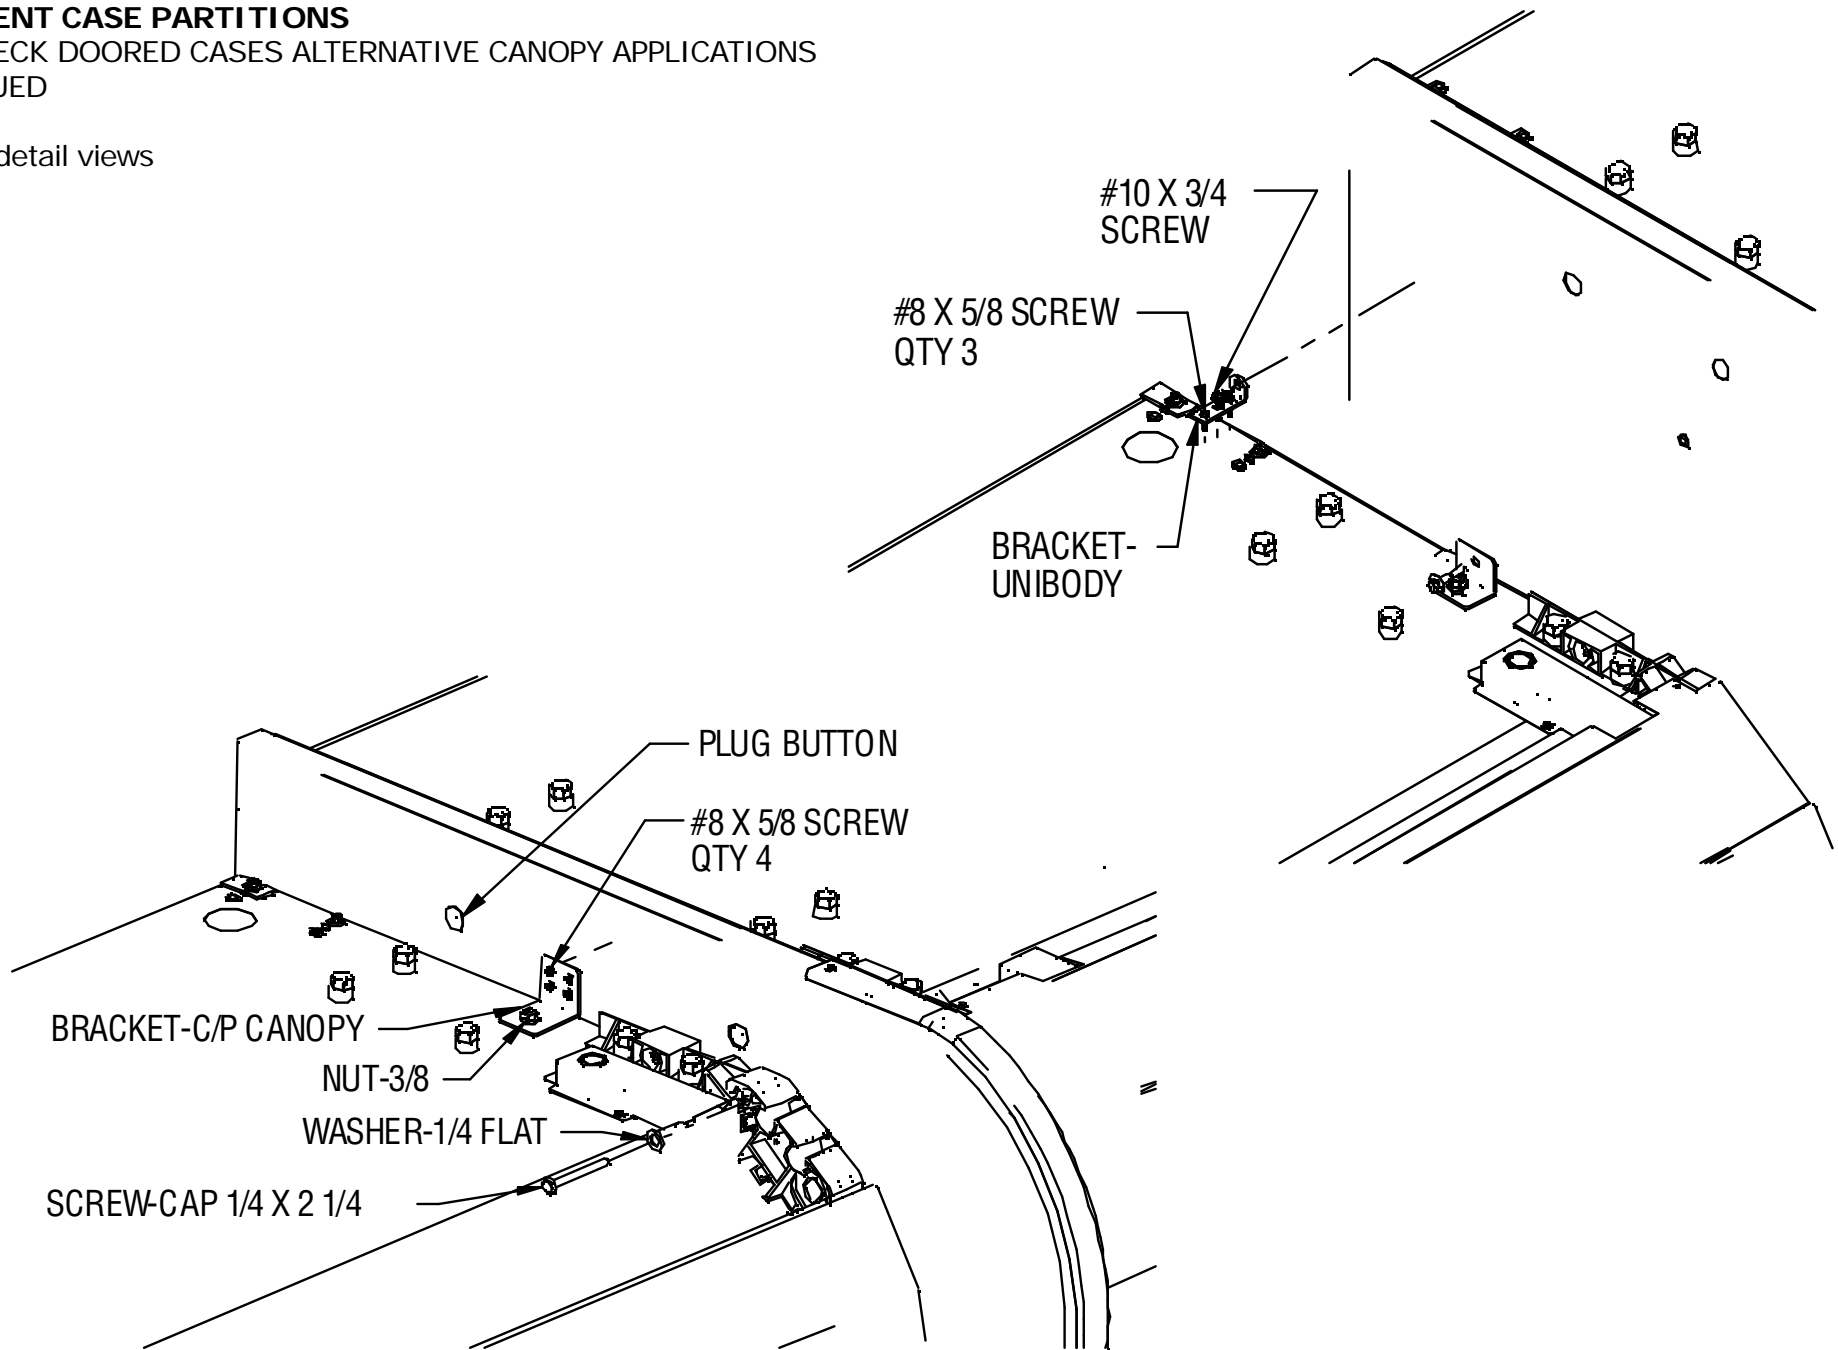 ENT CASE PARTITIONS
ECK DOORED CASES ALTERNATIVE CANOPY APPLICATIONS
UED
detail views
#10 X 3/4
SCREW
#8 X 5/8 SCREW
QTY 3
BRACKET-
UNIBODY
PLUG BUTTON
#8 X 5/8 SCREW
QTY 4
BRACKET-C/P CANOPY
NUT-3/8
WASHER-1/4 FLAT
SCREW-CAP 1/4 X 2 1/4